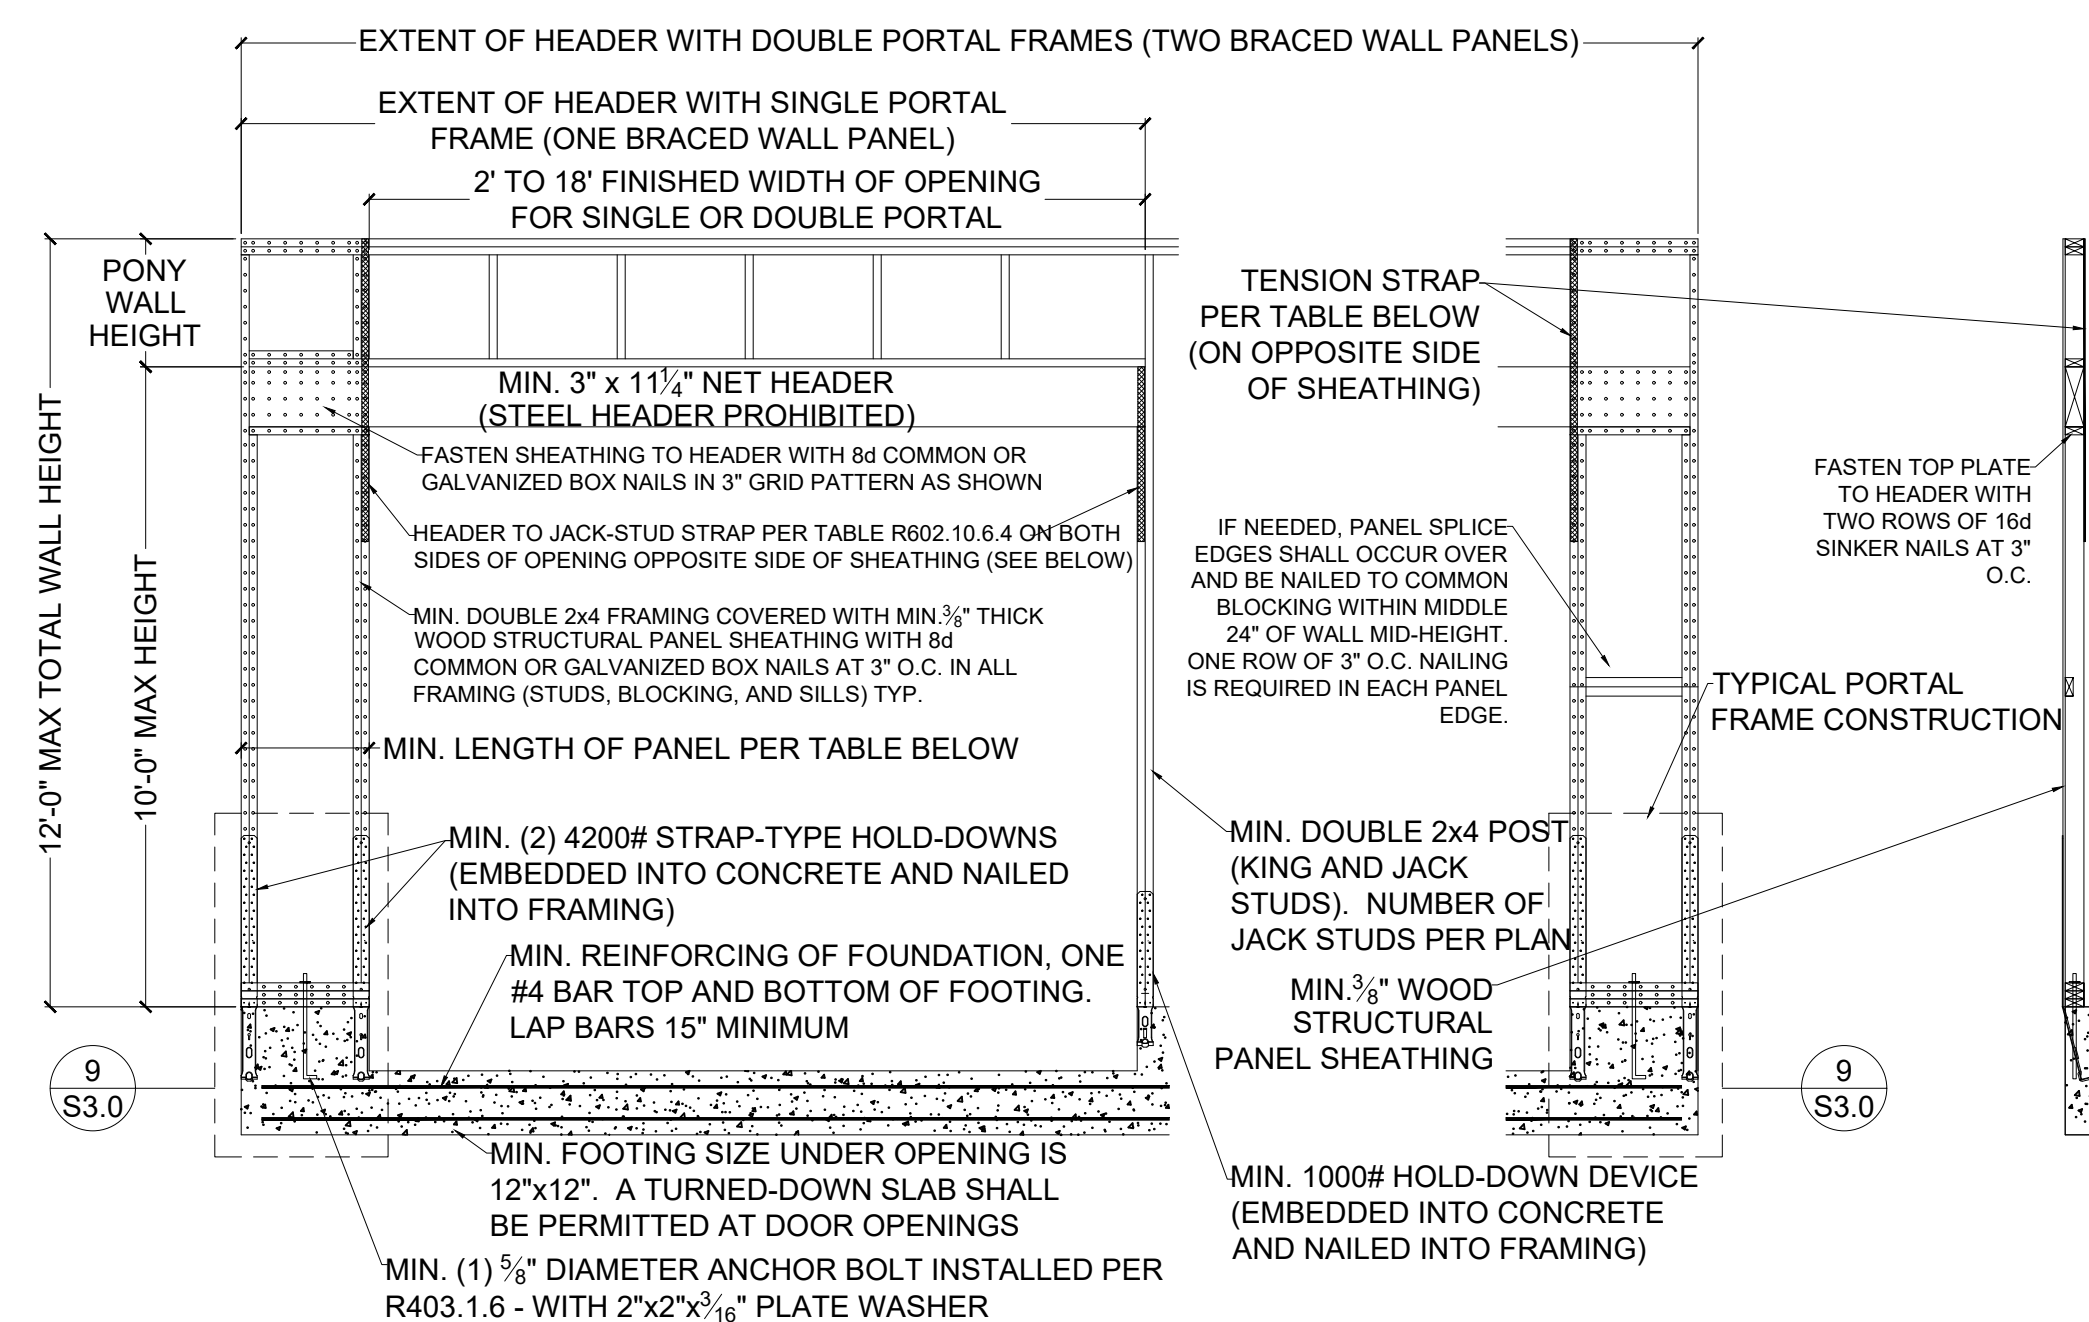 EXTENT OF HEADER WITH DOUBLE PORTAL FRAMES (TWO BRACED WALL PANELS)
EXTENT OF HEADER WITH SINGLE PORTAL
FRAME (ONE BRACED WALL PANEL)
2' TO 18' FINISHED WIDTH OF OPENING
FOR SINGLE OR DOUBLE PORTAL
PONY
WALL
HEIGHT
12'-0" MAX TOTAL WALL HEIGHT
10'-0" MAX HEIGHT
MIN. 3" x 11¼" NET HEADER
(STEEL HEADER PROHIBITED)
FASTEN SHEATHING TO HEADER WITH 8d COMMON OR
GALVANIZED BOX NAILS IN 3" GRID PATTERN AS SHOWN
HEADER TO JACK-STUD STRAP PER TABLE R602.10.6.4 ON BOTH
SIDES OF OPENING OPPOSITE SIDE OF SHEATHING (SEE BELOW)
MIN. DOUBLE 2x4 FRAMING COVERED WITH MIN.⅜" THICK
WOOD STRUCTURAL PANEL SHEATHING WITH 8d
COMMON OR GALVANIZED BOX NAILS AT 3" O.C. IN ALL
FRAMING (STUDS, BLOCKING, AND SILLS) TYP.
MIN. LENGTH OF PANEL PER TABLE BELOW
MIN. (2) 4200# STRAP-TYPE HOLD-DOWNS
(EMBEDDED INTO CONCRETE AND NAILED
INTO FRAMING)
MIN. REINFORCING OF FOUNDATION, ONE
#4 BAR TOP AND BOTTOM OF FOOTING.
LAP BARS 15" MINIMUM
9
S3.0
MIN. FOOTING SIZE UNDER OPENING IS
12"x12". A TURNED-DOWN SLAB SHALL
BE PERMITTED AT DOOR OPENINGS
MIN. (1) ⅝" DIAMETER ANCHOR BOLT INSTALLED PER
R403.1.6 - WITH 2"x2"x3⁄16" PLATE WASHER
TENSION STRAP
PER TABLE BELOW
(ON OPPOSITE SIDE
OF SHEATHING)
IF NEEDED, PANEL SPLICE
EDGES SHALL OCCUR OVER
AND BE NAILED TO COMMON
BLOCKING WITHIN MIDDLE
24" OF WALL MID-HEIGHT.
ONE ROW OF 3" O.C. NAILING
IS REQUIRED IN EACH PANEL
EDGE.
FASTEN TOP PLATE
TO HEADER WITH
TWO ROWS OF 16d
SINKER NAILS AT 3"
O.C.
TYPICAL PORTAL
FRAME CONSTRUCTION
MIN. DOUBLE 2x4 POST
(KING AND JACK
STUDS). NUMBER OF
JACK STUDS PER PLAN
MIN.⅜" WOOD
STRUCTURAL
PANEL SHEATHING
9
S3.0
MIN. 1000# HOLD-DOWN DEVICE
(EMBEDDED INTO CONCRETE
AND NAILED INTO FRAMING)